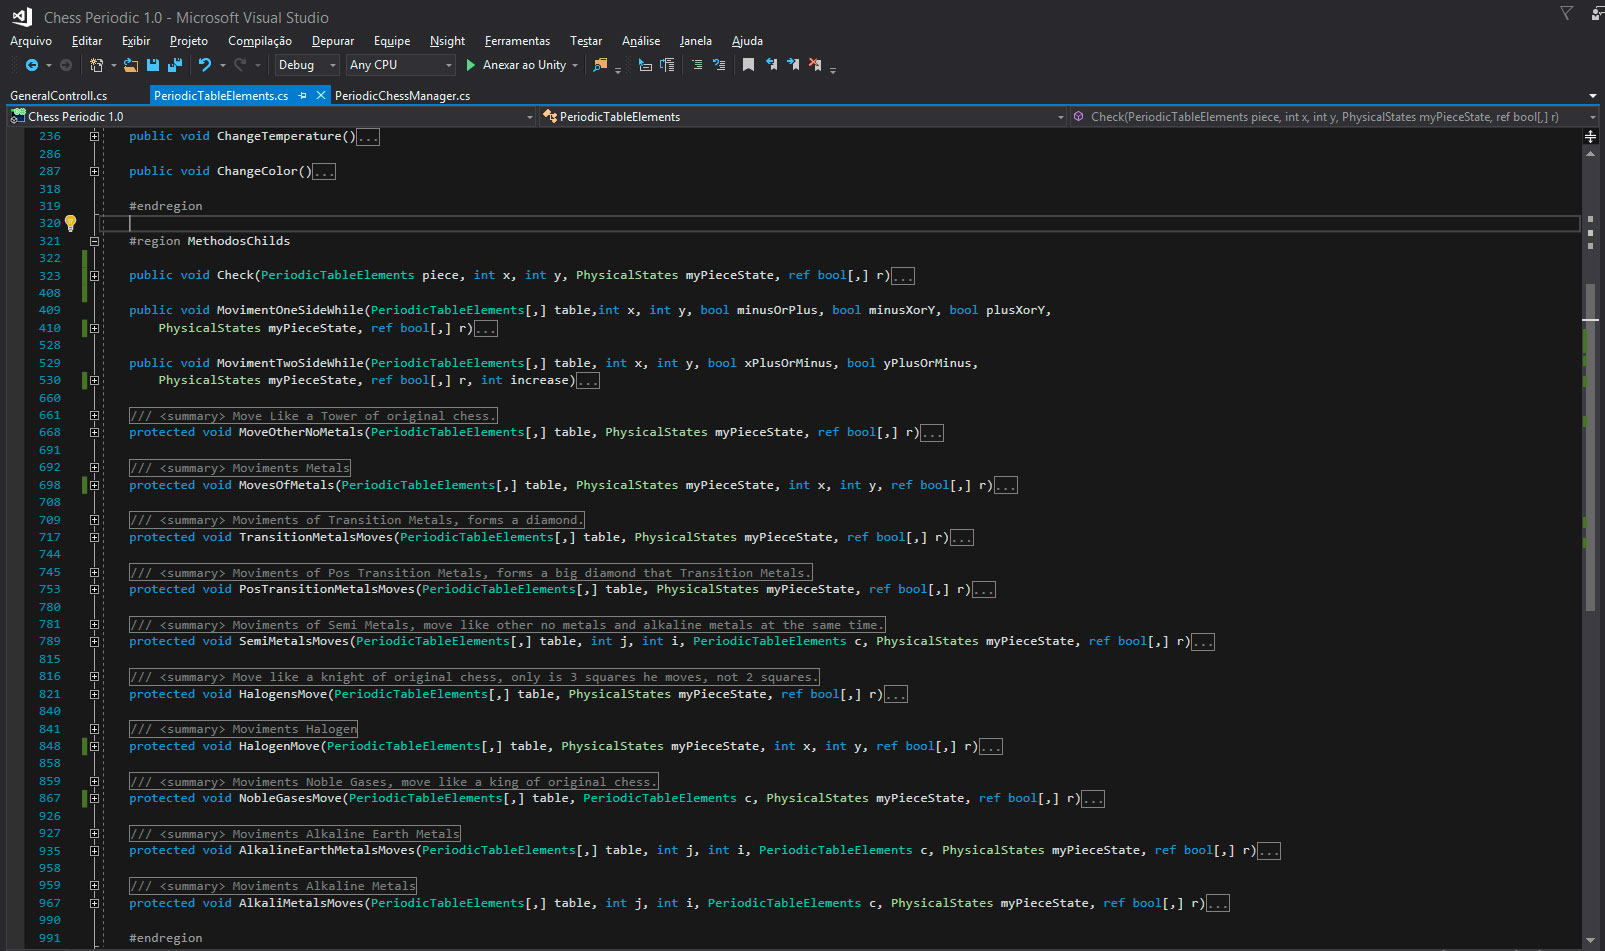 Chess Periodic 1.0 - Microsoft Visual Studio
Arquivo Editar Exibir Projeto Compilação Depurar Equipe Nsight Ferramentas Testar Análise Janela Ajuda
Debug Any CPU Anexar ao Unity
GeneralControll.cs PeriodicTableElements.cs PeriodicChessManager.cs
Chess Periodic 1.0 PeriodicTableElements Check(PeriodicTableElements piece, int x, int y, PhysicalStates myPieceState, ref bool[,] r)
236 public void ChangeTemperature()...
286
287 public void ChangeColor()...
318
319 #endregion
320
321 #region MethodosChilds
322
323 public void Check(PeriodicTableElements piece, int x, int y, PhysicalStates myPieceState, ref bool[,] r)...
408
409 public void MovimentOneSideWhile(PeriodicTableElements[,] table,int x, int y, bool minusOrPlus, bool minusXorY, bool plusXorY,
410 PhysicalStates myPieceState, ref bool[,] r)...
528
529 public void MovimentTwoSideWhile(PeriodicTableElements[,] table, int x, int y, bool xPlusOrMinus, bool yPlusOrMinus,
530 PhysicalStates myPieceState, ref bool[,] r, int increase)...
660
661 /// <summary> Move Like a Tower of original chess.
668 protected void MoveOtherNoMetals(PeriodicTableElements[,] table, PhysicalStates myPieceState, ref bool[,] r)...
691
692 /// <summary> Moviments Metals
698 protected void MovesOfMetals(PeriodicTableElements[,] table, PhysicalStates myPieceState, int x, int y, ref bool[,] r)...
708
709 /// <summary> Moviments of Transition Metals, forms a diamond.
717 protected void TransitionMetalsMoves(PeriodicTableElements[,] table, PhysicalStates myPieceState, ref bool[,] r)...
744
745 /// <summary> Moviments of Pos Transition Metals, forms a big diamond that Transition Metals.
753 protected void PosTransitionMetalsMoves(PeriodicTableElements[,] table, PhysicalStates myPieceState, ref bool[,] r)...
780
781 /// <summary> Moviments of Semi Metals, move like other no metals and alkaline metals at the same time.
789 protected void SemiMetalsMoves(PeriodicTableElements[,] table, int j, int i, PeriodicTableElements c, PhysicalStates myPieceState, ref bool[,] r)...
815
816 /// <summary> Move like a knight of original chess, only is 3 squares he moves, not 2 squares.
821 protected void HalogensMove(PeriodicTableElements[,] table, PhysicalStates myPieceState, ref bool[,] r)...
840
841 /// <summary> Moviments Halogen
848 protected void HalogenMove(PeriodicTableElements[,] table, PhysicalStates myPieceState, int x, int y, ref bool[,] r)...
858
859 /// <summary> Moviments Noble Gases, move like a king of original chess.
867 protected void NobleGasesMove(PeriodicTableElements[,] table, PeriodicTableElements c, PhysicalStates myPieceState, ref bool[,] r)...
926
927 /// <summary> Moviments Alkaline Earth Metals
935 protected void AlkalineEarthMetalsMoves(PeriodicTableElements[,] table, int j, int i, PeriodicTableElements c, PhysicalStates myPieceState, ref bool[,] r)...
958
959 /// <summary> Moviments Alkaline Metals
967 protected void AlkaliMetalsMoves(PeriodicTableElements[,] table, int j, int i, PeriodicTableElements c, PhysicalStates myPieceState, ref bool[,] r)...
990
991 #endregion